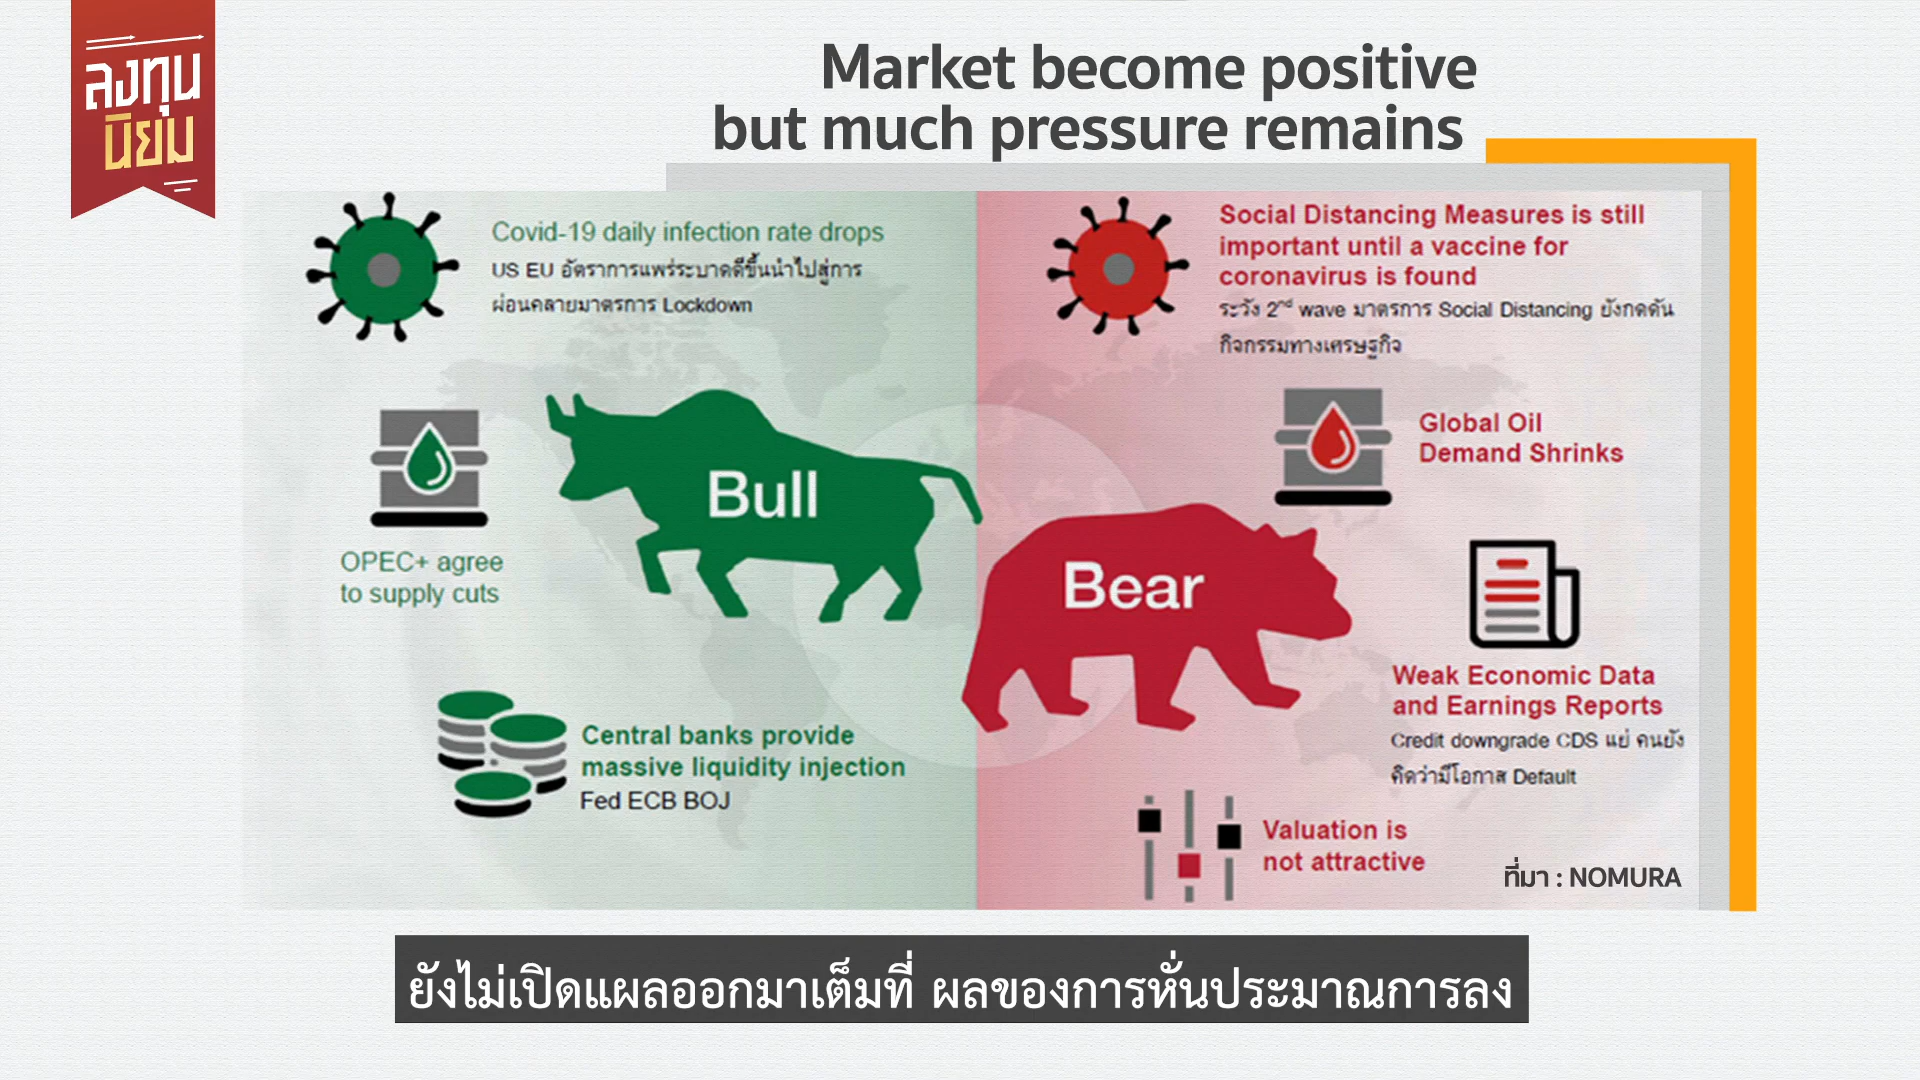 ลงทุน
นิยม
Market become positive
but much pressure remains
Covid-19 daily infection rate drops
US EU อัตราการแพร่ระบาดดีขึ้นนำไปสู่การ
ผ่อนคลายมาตรการ Lockdown
OPEC+ agree
to supply cuts
Bull
Central banks provide
massive liquidity injection
Fed ECB BOJ
Social Distancing Measures is still
important until a vaccine for
coronavirus is found
ระวัง 2nd wave มาตรการ Social Distancing ยังกดดัน
กิจกรรมทางเศรษฐกิจ
Global Oil
Demand Shrinks
Bear
Weak Economic Data
and Earnings Reports
Credit downgrade CDS แย่ คนยัง
คิดว่ามีโอกาส Default
Valuation is
not attractive
ที่มา : NOMURA
ยังไม่เปิดแผลออกมาเต็มที่ ผลของการหั่นประมาณการลง